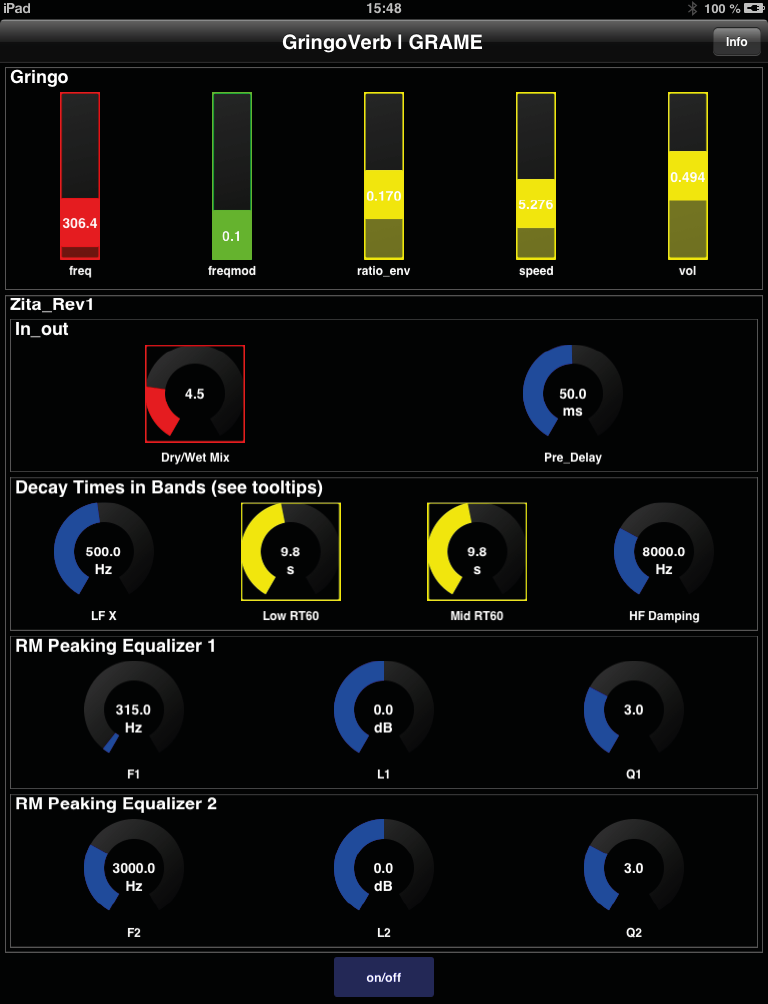 iPad 15:48 100 %
GringoVerb | GRAME Info
Gringo
306.4 0.1 0.170 5.276 0.494
freq freqmod ratio_env speed vol
Zita_Rev1
In_out
4.5 50.0
ms
Dry/Wet Mix Pre_Delay
Decay Times in Bands (see tooltips)
500.0 9.8 9.8 8000.0
Hz s s Hz
LF X Low RT60 Mid RT60 HF Damping
RM Peaking Equalizer 1
315.0 0.0 3.0
Hz dB
F1 L1 Q1
RM Peaking Equalizer 2
3000.0 0.0 3.0
Hz dB
F2 L2 Q2
on/off